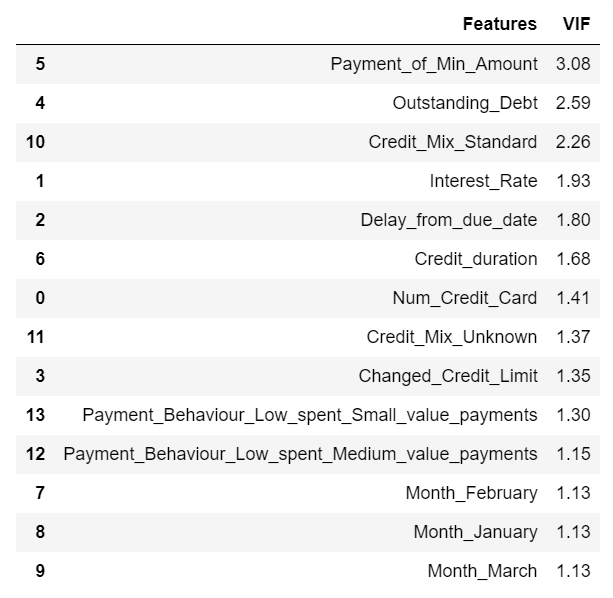 Features VIF
5 Payment_of_Min_Amount 3.08
4 Outstanding_Debt 2.59
10 Credit_Mix_Standard 2.26
1 Interest_Rate 1.93
2 Delay_from_due_date 1.80
6 Credit_duration 1.68
0 Num_Credit_Card 1.41
11 Credit_Mix_Unknown 1.37
3 Changed_Credit_Limit 1.35
13 Payment_Behaviour_Low_spent_Small_value_payments 1.30
12 Payment_Behaviour_Low_spent_Medium_value_payments 1.15
7 Month_February 1.13
8 Month_January 1.13
9 Month_March 1.13